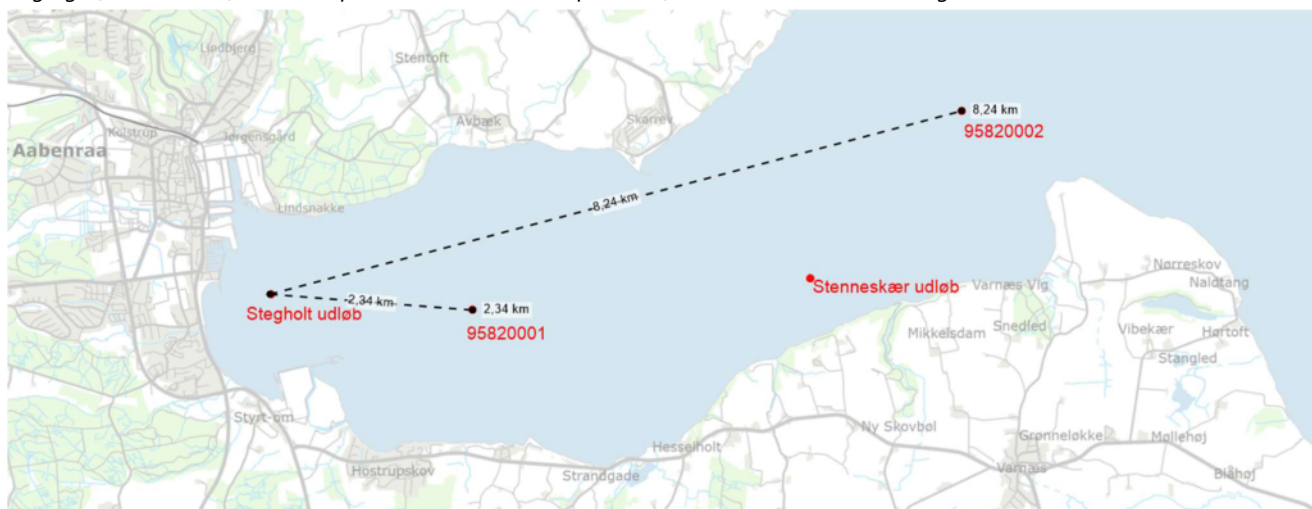 Lindbjerg
Stentoft
Kolstrup
Jørgensgård
Avbæk
Skarrev
8,24 km
95820002
Aabenraa
8,24 km
Lindsnakke
Nørreskov
Stenneskær udløb
Varnæs Vig
Naldtang
2,34 km
2,34 km
Stegholt udløb
95820001
Mikkelsdam
Snedled
Vibekær
Hørtoft
Stangled
Styrt-om
Ny Skovbøl
Grønneløkke
Møllehøj
Hesselholt
Hostrupskov
Strandgade
Varnæs
Blåhøj